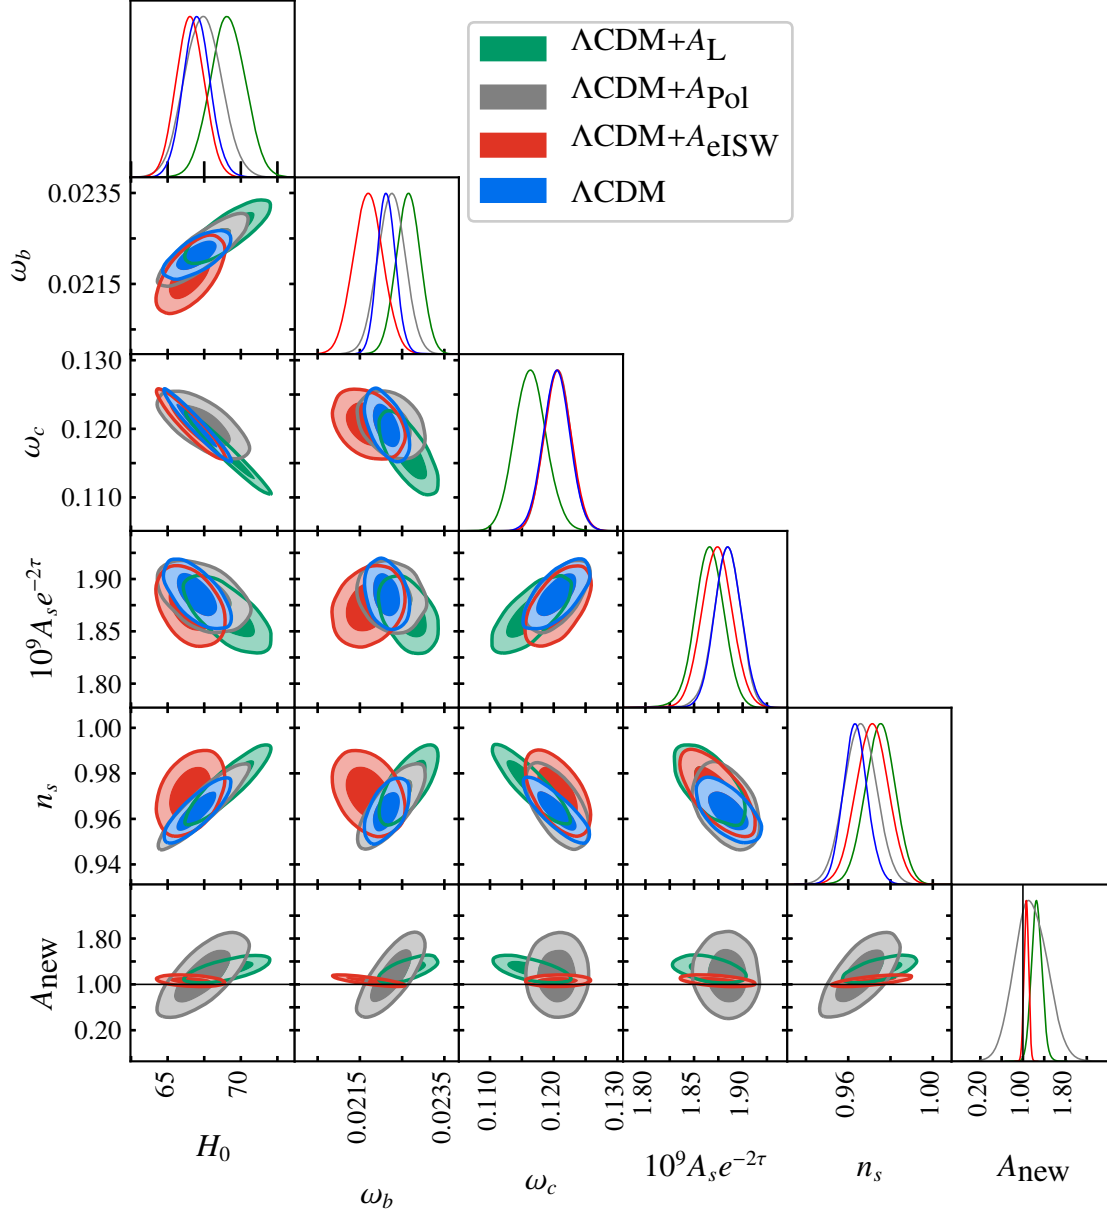 ΛCDM+A_L
ΛCDM+A_Pol
ΛCDM+A_eISW
ΛCDM
0.0235
0.0215
ω_b
0.130
0.120
0.110
ω_c
1.90
1.86
1.80
10^9 A_s e^{-2τ}
1.00
0.98
0.96
0.94
n_s
1.80
1.00
0.20
A_new
65
70
0.0215
0.0235
0.110
0.120
0.130
1.80
1.85
1.90
0.96
1.00
0.20
1.00
1.80
H_0
ω_b
ω_c
10^9 A_s e^{-2τ}
n_s
A_new